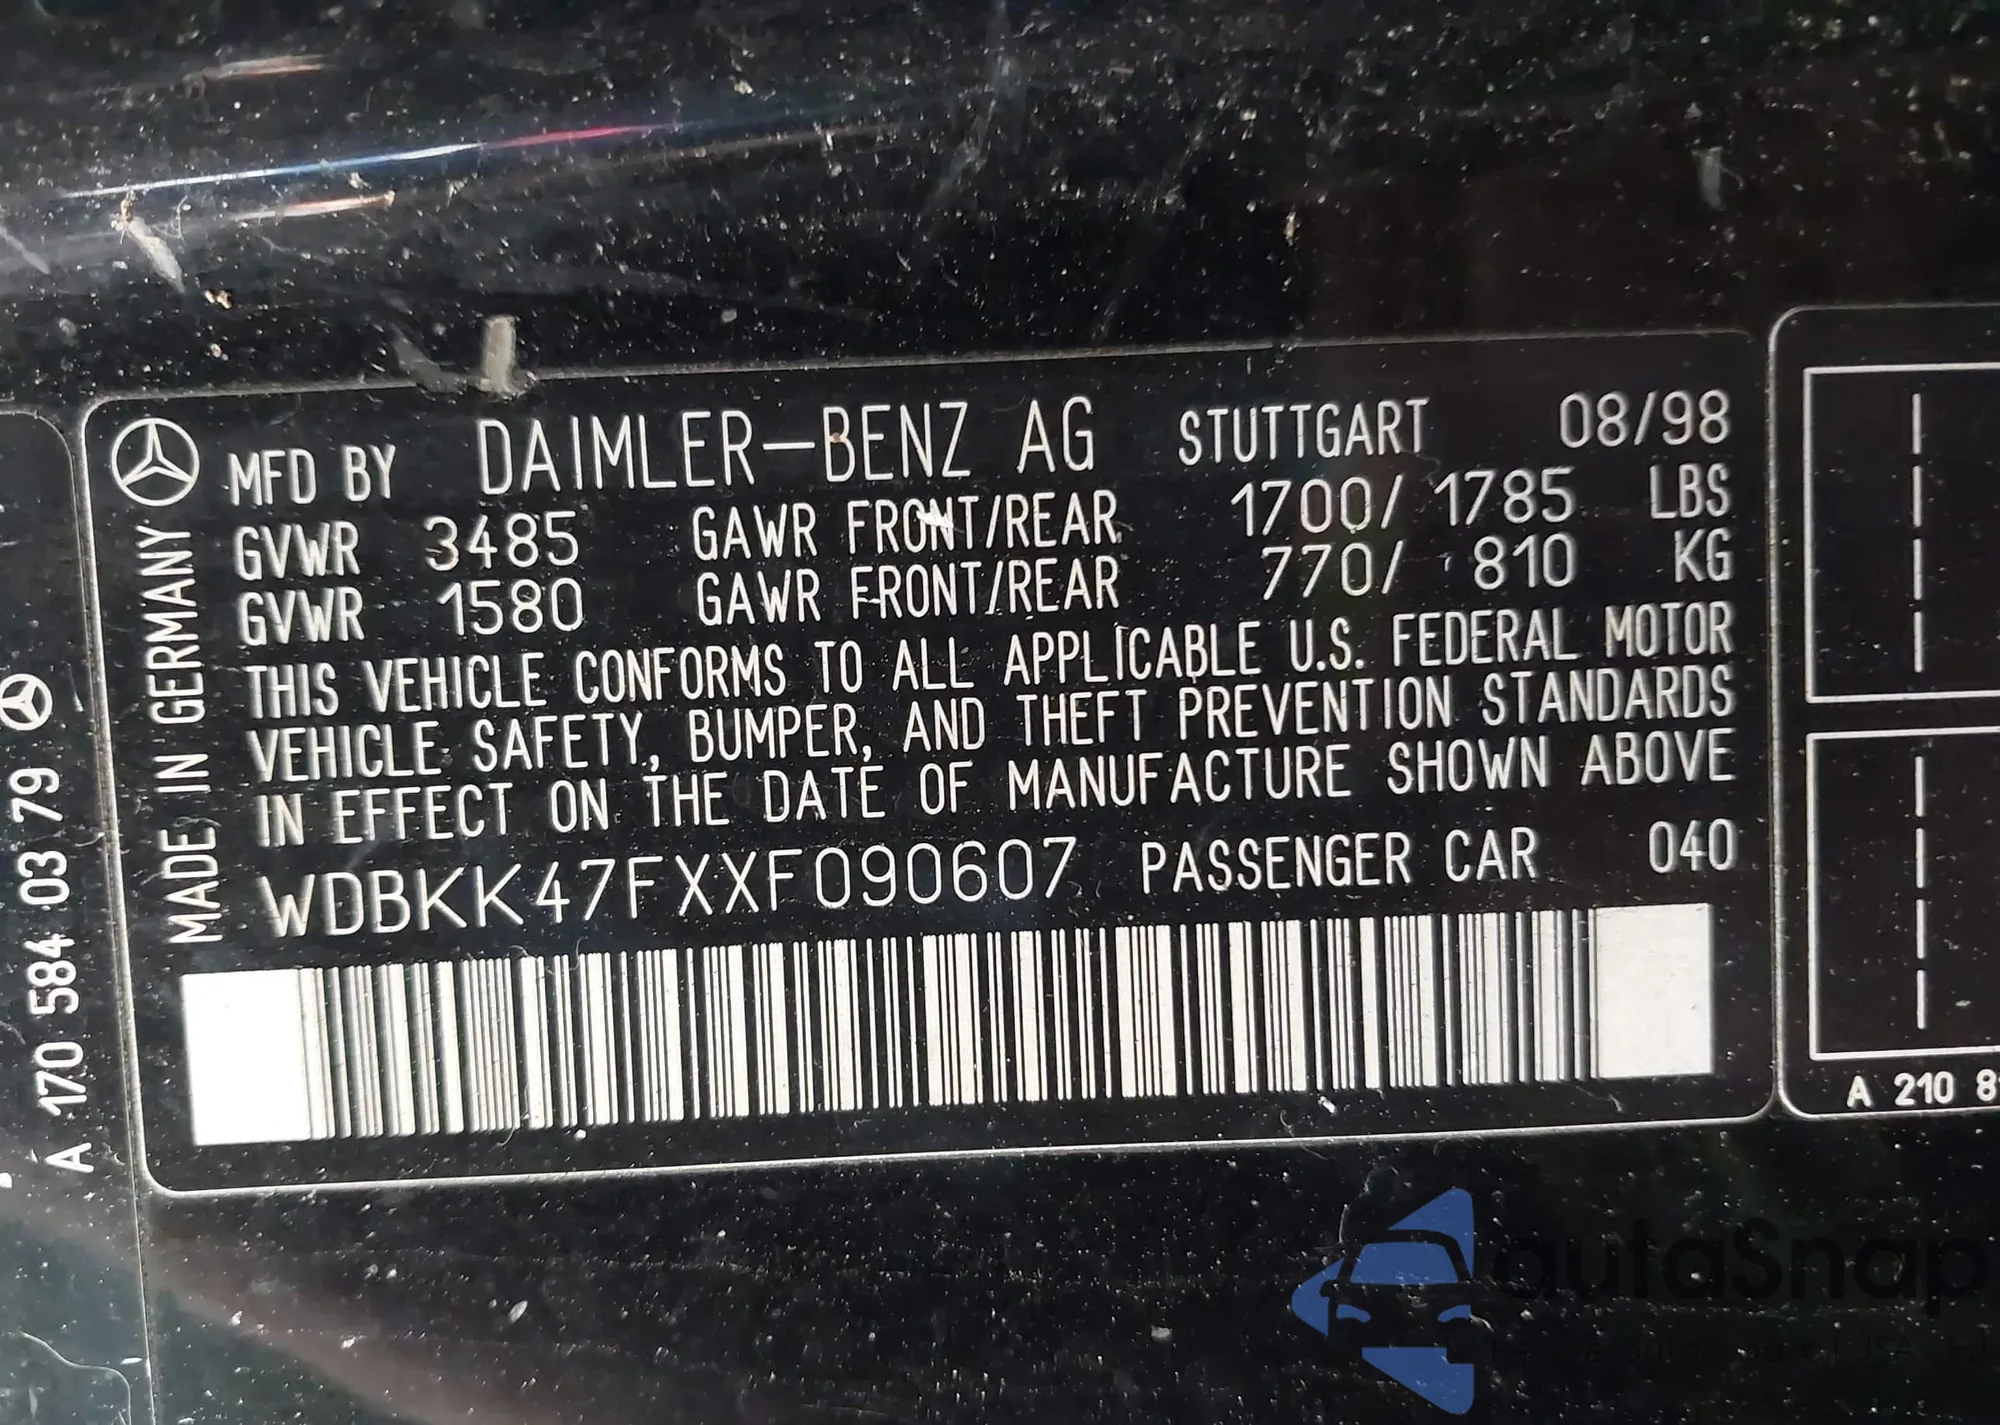 MFD BY DAIMLER-BENZ AG STUTTGART 08/98
GVWR 3485 GAWR FRONT/REAR 1700/ 1785 LBS
GVWR 1580 GAWR FRONT/REAR 770/ 810 KG
THIS VEHICLE CONFORMS TO ALL APPLICABLE U.S. FEDERAL MOTOR
VEHICLE SAFETY, BUMPER, AND THEFT PREVENTION STANDARDS
IN EFFECT ON THE DATE OF MANUFACTURE SHOWN ABOVE
WDBKK47FXXF090607 PASSENGER CAR 040
MADE IN GERMANY
A 170 584 03 79
A 210 8
autoSnap